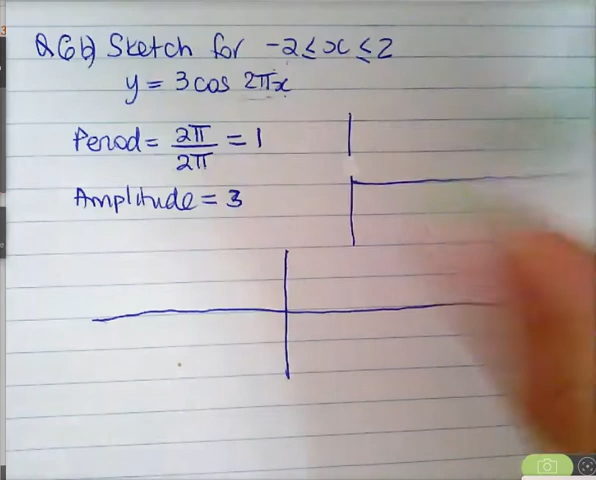 Q6b) Sketch for -2 ≤ x ≤ 2
y = 3 cos 2πx
Period = 2π/2π = 1
Amplitude = 3